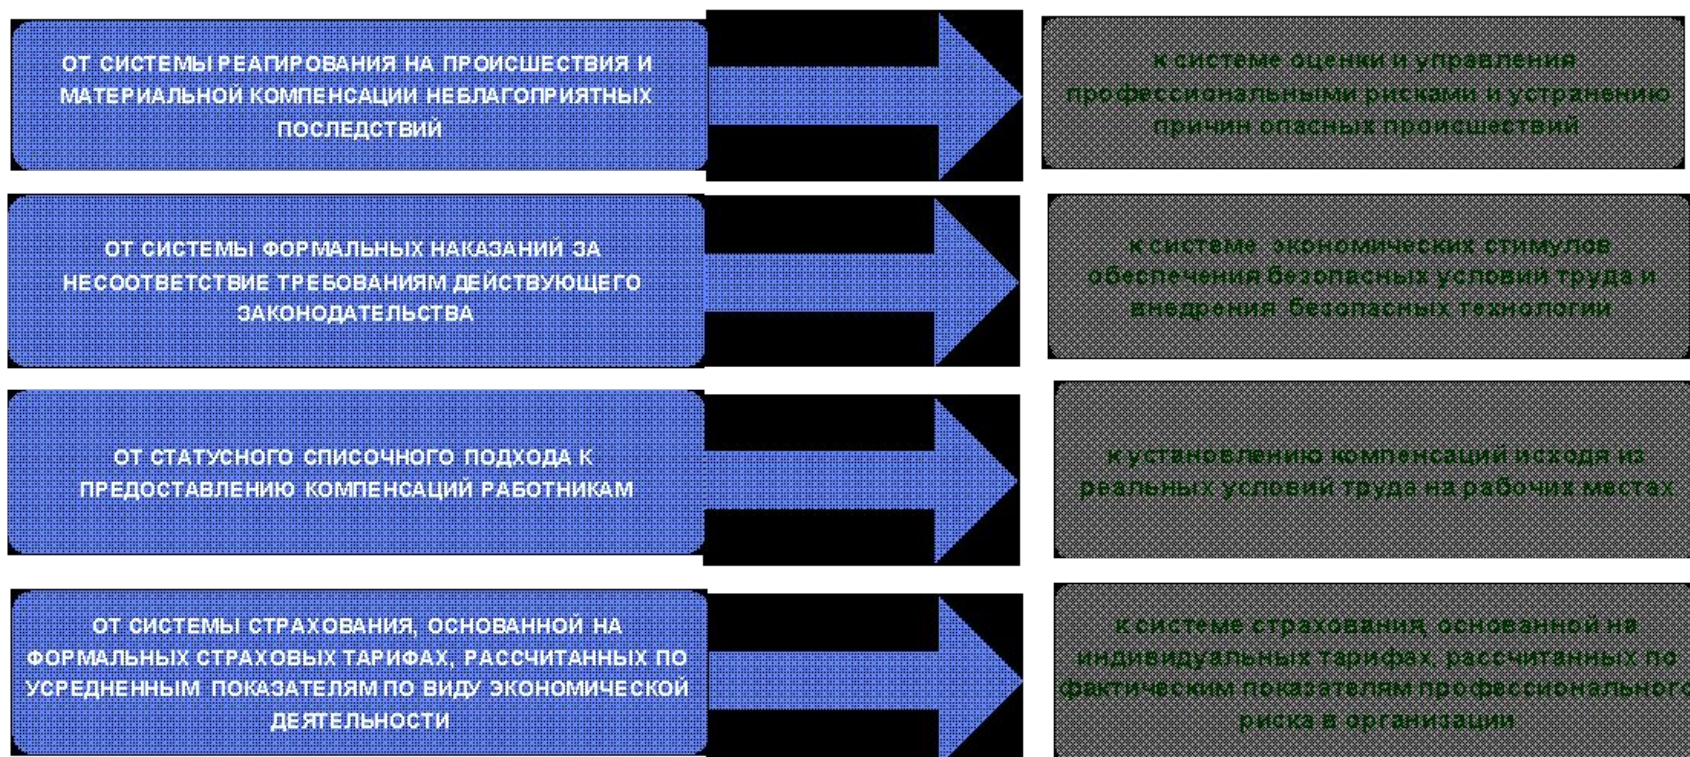 ОТ СИСТЕМЫ РЕАГИРОВАНИЯ НА ПРОИСШЕСТВИЯ И
МАТЕРИАЛЬНОЙ КОМПЕНСАЦИИ НЕБЛАГОПРИЯТНЫХ
ПОСЛЕДСТВИЙ
к системе оценки и управления
профессиональными рисками и устранению
причин опасных происшествий
ОТ СИСТЕМЫ ФОРМАЛЬНЫХ НАКАЗАНИЙ ЗА
НЕСООТВЕТСТВИЕ ТРЕБОВАНИЯМ ДЕЙСТВУЮЩЕГО
ЗАКОНОДАТЕЛЬСТВА
к системе экономических стимулов
обеспечения безопасных условий труда и
внедрения безопасных технологии
ОТ СТАТУСНОГО СПИСОЧНОГО ПОДХОДА К
ПРЕДОСТАВЛЕНИЮ КОМПЕНСАЦИЙ РАБОТНИКАМ
к установлению компенсаций исходя из
реальных условий труда на рабочих местах
ОТ СИСТЕМЫ СТРАХОВАНИЯ, ОСНОВАННОЙ НА
ФОРМАЛЬНЫХ СТРАХОВЫХ ТАРИФАХ, РАССЧИТАННЫХ ПО
УСРЕДНЕННЫМ ПОКАЗАТЕЛЯМ ПО ВИДУ ЭКОНОМИЧЕСКОЙ
ДЕЯТЕЛЬНОСТИ
к системе страхования, основанной на
индивидуальных тарифах, рассчитанных по
фактическим показателям профессионального
риска в организации